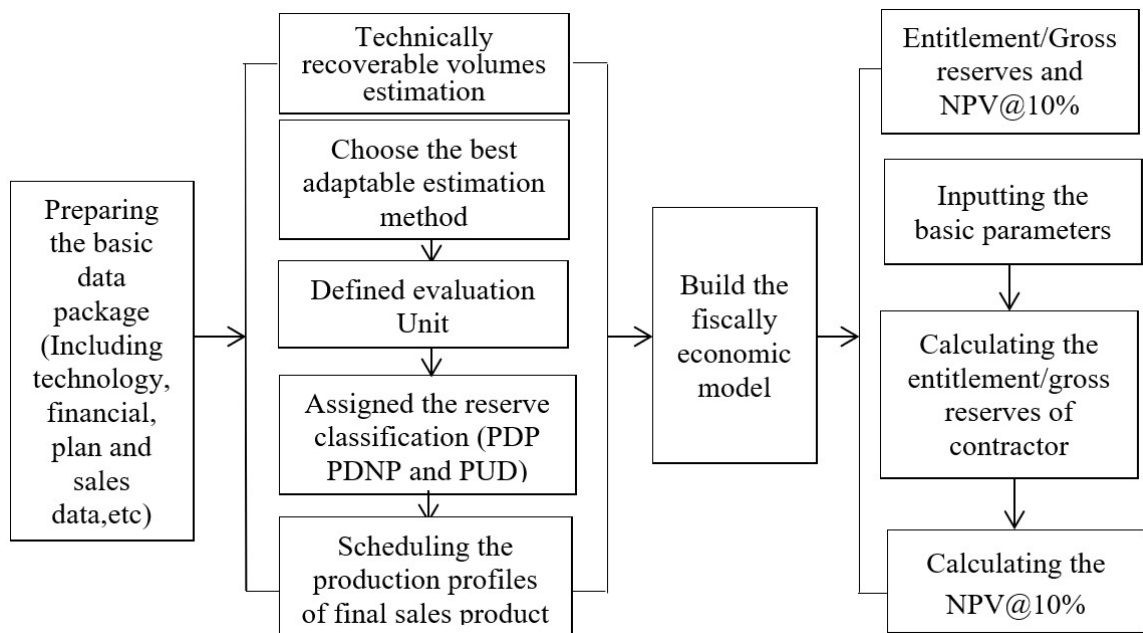 Preparing
the basic
data
package
(Including
technology,
financial,
plan and
sales
data,etc)
Technically
recoverable volumes
estimation
Choose the best
adaptable estimation
method
Defined evaluation
Unit
Assigned the reserve
classification (PDP
PDNP and PUD)
Scheduling the
production profiles
of final sales product
Build the
fiscally
economic
model
Entitlement/Gross
reserves and
NPV@10%
Inputting the
basic parameters
Calculating the
entitlement/gross
reserves of
contractor
Calculating the
NPV@10%